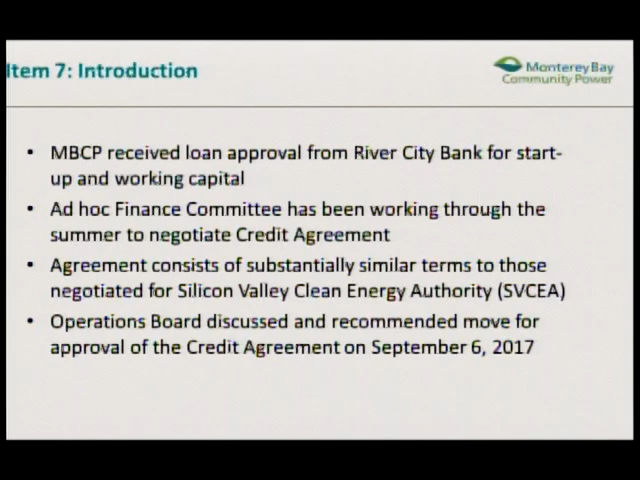 Item 7: Introduction
Monterey Bay
Community Power
• MBCP received loan approval from River City Bank for start-
up and working capital
• Ad hoc Finance Committee has been working through the
summer to negotiate Credit Agreement
• Agreement consists of substantially similar terms to those
negotiated for Silicon Valley Clean Energy Authority (SVCEA)
• Operations Board discussed and recommended move for
approval of the Credit Agreement on September 6, 2017